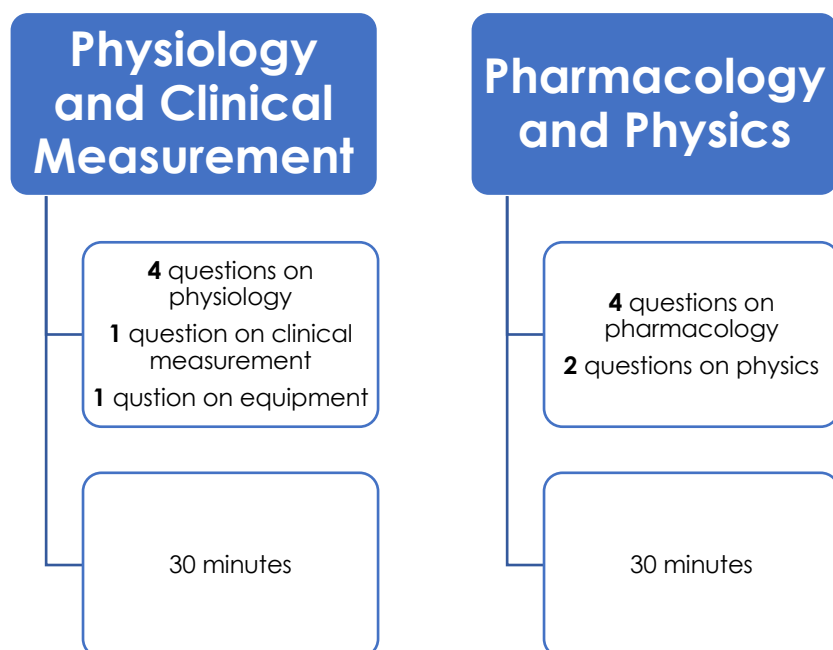 Physiology
and Clinical
Measurement
4 questions on
physiology
1 question on clinical
measurement
1 qustion on equipment
30 minutes
Pharmacology
and Physics
4 questions on
pharmacology
2 questions on physics
30 minutes